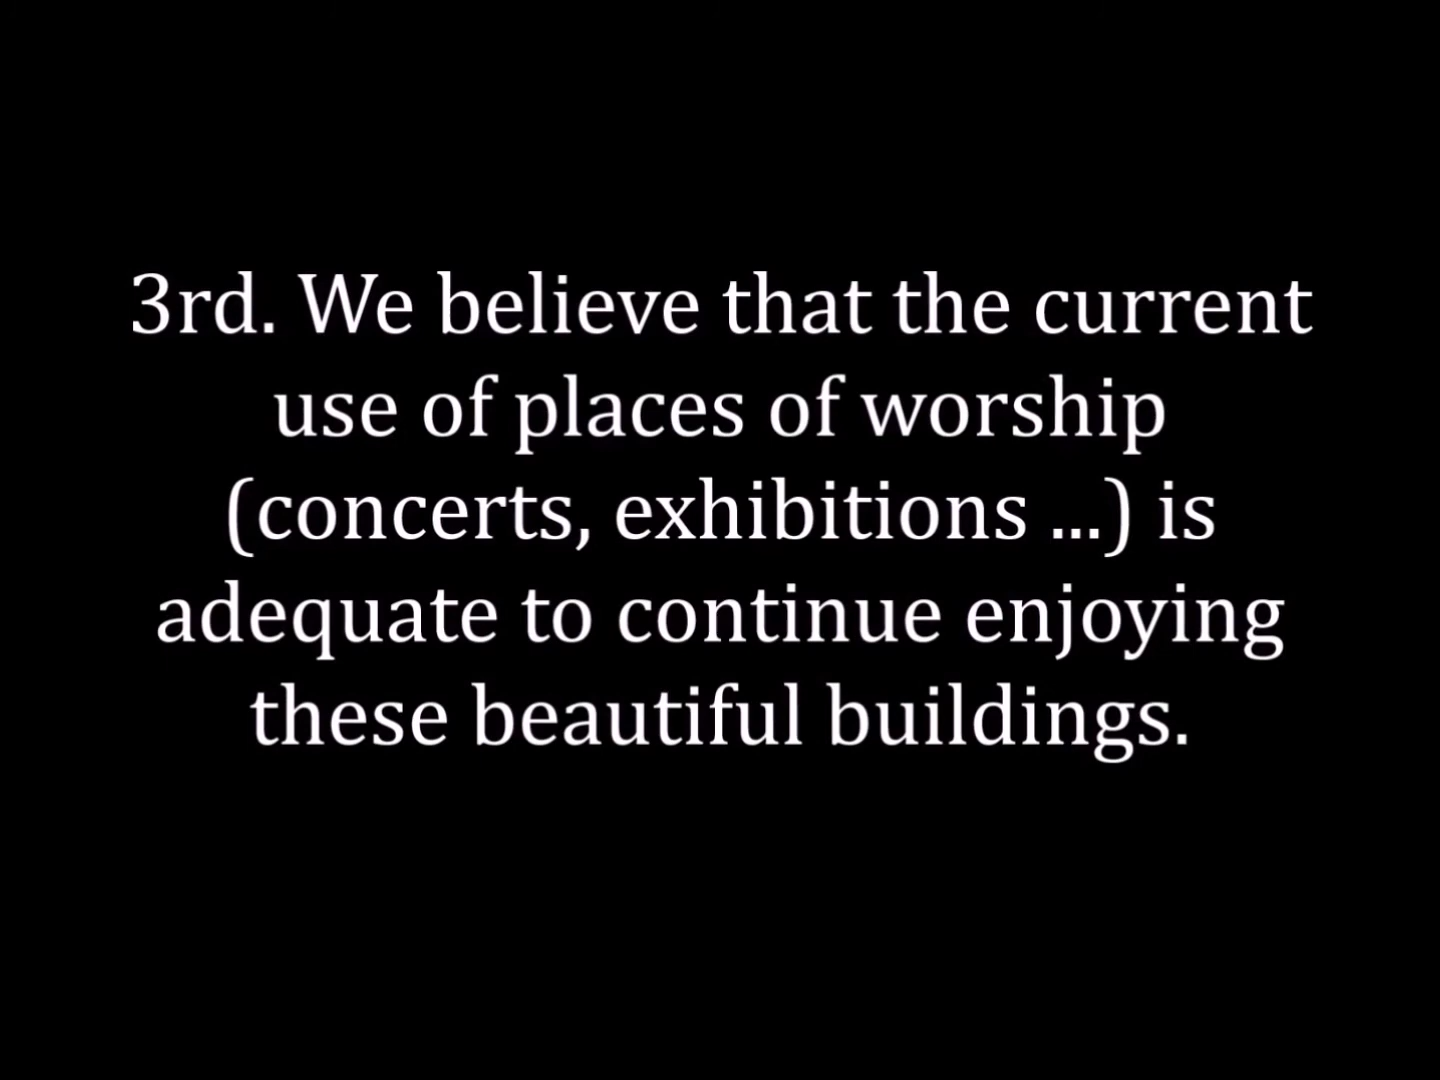 3rd. We believe that the current
use of places of worship
(concerts, exhibitions ...) is
adequate to continue enjoying
these beautiful buildings.